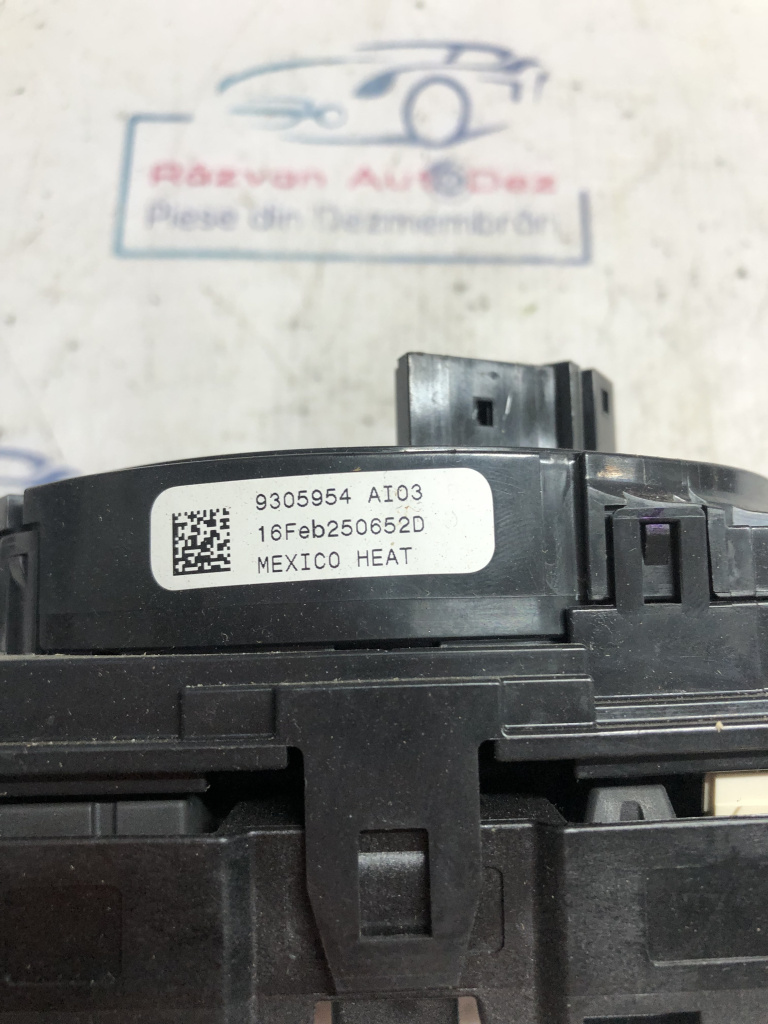 Răzvan AutoDez
Piese din Dezmembrări
9305954 AI03
16Feb250652D
MEXICO HEAT